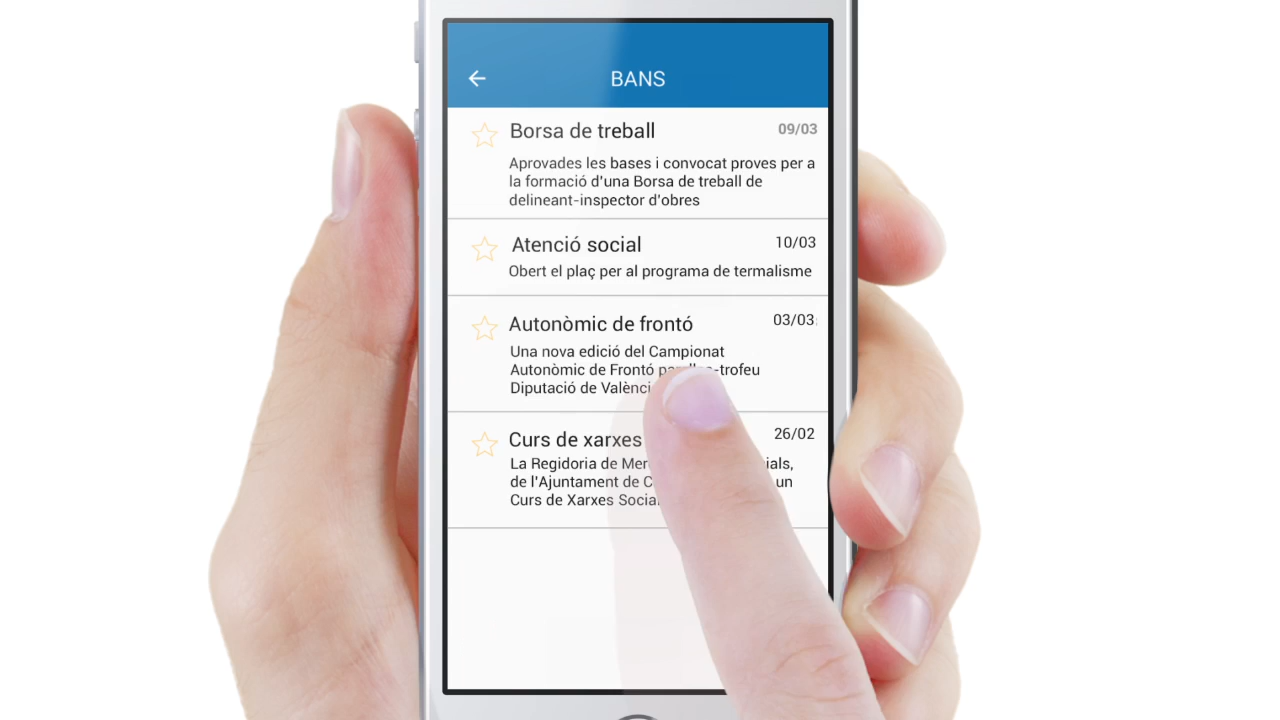 BANS
Borsa de treball
09/03
Aprovades les bases i convocat proves per a
la formació d'una Borsa de treball de
delineant-inspector d'obres
Atenció social
10/03
Obert el plaç per al programa de termalisme
Autonòmic de frontó
03/03
Una nova edició del Campionat
Autonòmic de Frontó
Diputació de
Curs de xarxes
26/02
La Regidoria de
de l'Ajuntament de un
Curs de Xarxes